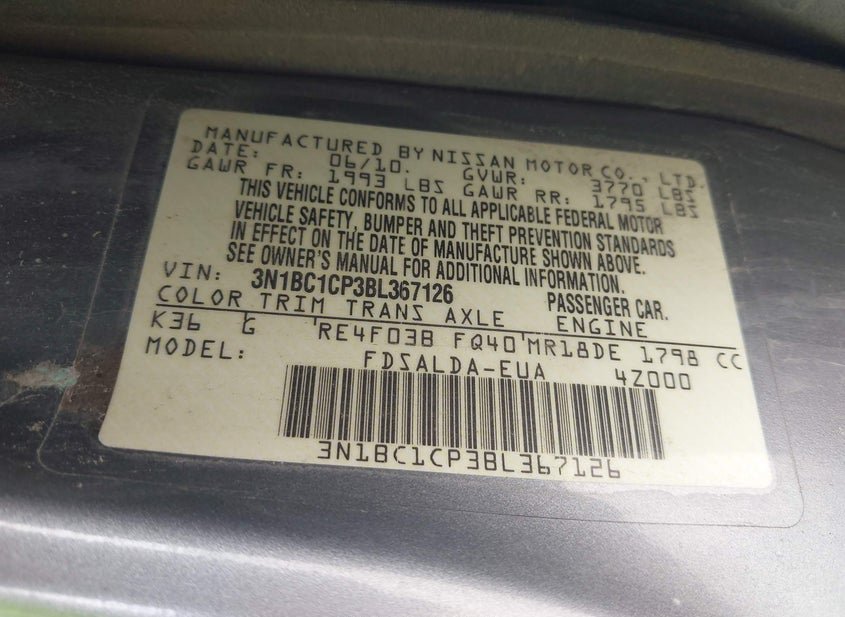 MANUFACTURED BY NISSAN MOTOR CO., LTD.
DATE: 06/10. GVWR: 3770 LBS
GAWR FR: 1993 LBS GAWR RR: 1795 LBS
THIS VEHICLE CONFORMS TO ALL APPLICABLE FEDERAL MOTOR
VEHICLE SAFETY, BUMPER AND THEFT PREVENTION STANDARDS
IN EFFECT ON THE DATE OF MANUFACTURE SHOWN ABOVE.
SEE OWNER'S MANUAL FOR ADDITIONAL INFORMATION.
VIN: 3N1BC1CP3BL367126 PASSENGER CAR.
COLOR TRIM TRANS AXLE ENGINE
K36 G RE4F03B FQ40 MR18DE 1798 CC
MODEL: FDSALDA-EUA 4Z000
3N1BC1CP3BL367126